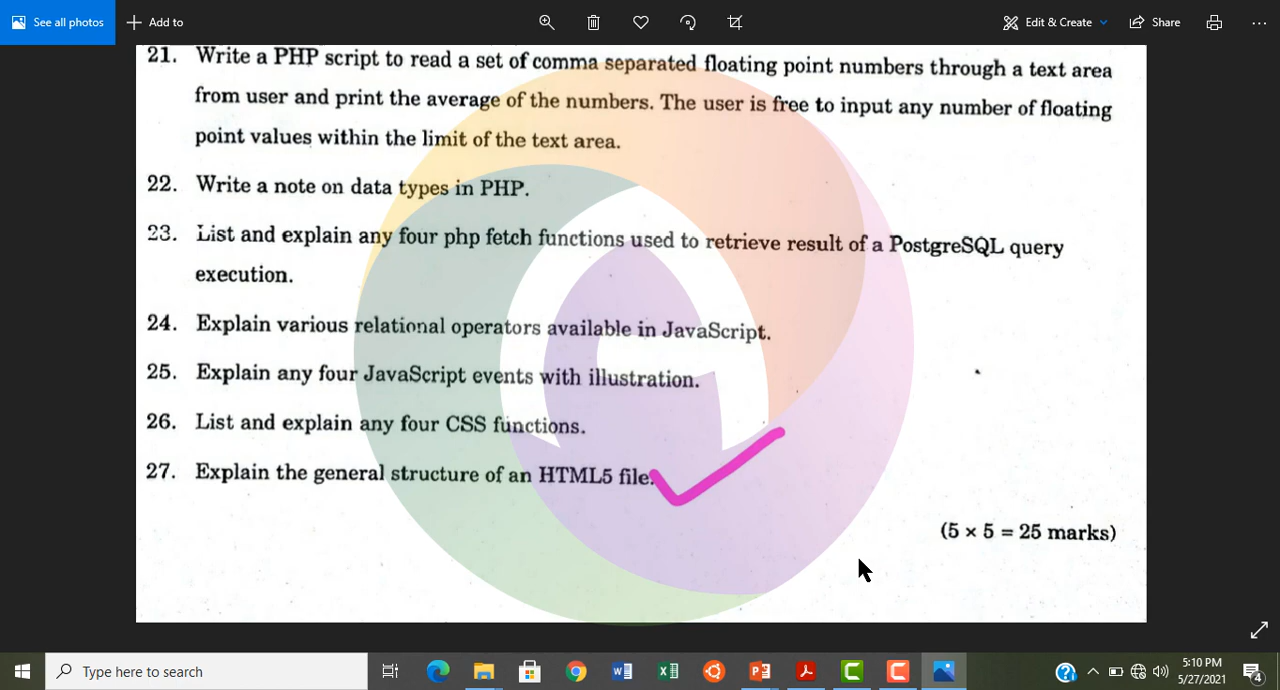 See all photos
Add to
Edit & Create
Share
21. Write a PHP script to read a set of comma separated floating point numbers through a text area
from user and print the average of the numbers. The user is free to input any number of floating
point values within the limit of the text area.
22. Write a note on data types in PHP.
23. List and explain any four php fetch functions used to retrieve result of a PostgreSQL query
execution.
24. Explain various relational operators available in JavaScript.
25. Explain any four JavaScript events with illustration.
26. List and explain any four CSS functions.
27. Explain the general structure of an HTML5 file.
(5 × 5 = 25 marks)
Type here to search
5:10 PM
5/27/2021
4